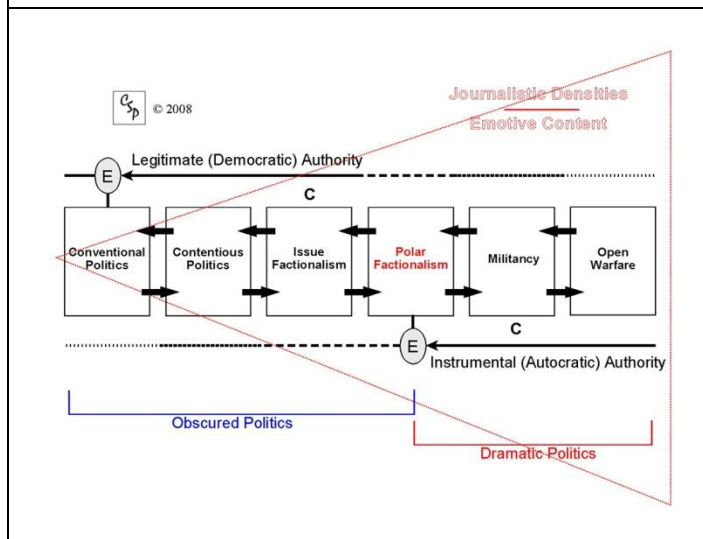 CSP © 2008
Journalistic Densities
Emotive Content
Legitimate (Democratic) Authority
E
C
Conventional
Politics
Contentious
Politics
Issue
Factionalism
Polar
Factionalism
Militancy
Open
Warfare
C
E
Instrumental (Autocratic) Authority
Obscured Politics
Dramatic Politics